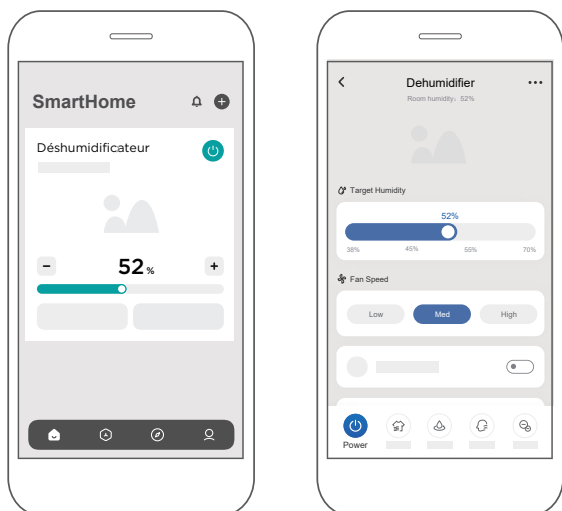 SmartHome
Déshumidificateur
− 52 % +
Dehumidifier
Room humidity: 52%
Target Humidity
52%
38% 45% 55% 70%
Fan Speed
Low Med High
Power